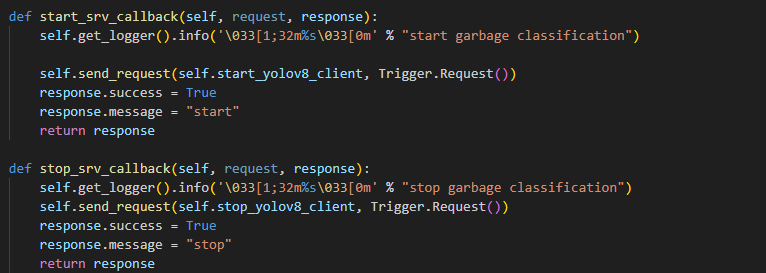 def start_srv_callback(self, request, response):
    self.get_logger().info('\033[1;32m%s\033[0m' % "start garbage classification")

    self.send_request(self.start_yolov8_client, Trigger.Request())
    response.success = True
    response.message = "start"
    return response

def stop_srv_callback(self, request, response):
    self.get_logger().info('\033[1;32m%s\033[0m' % "stop garbage classification")
    self.send_request(self.stop_yolov8_client, Trigger.Request())
    response.success = True
    response.message = "stop"
    return response